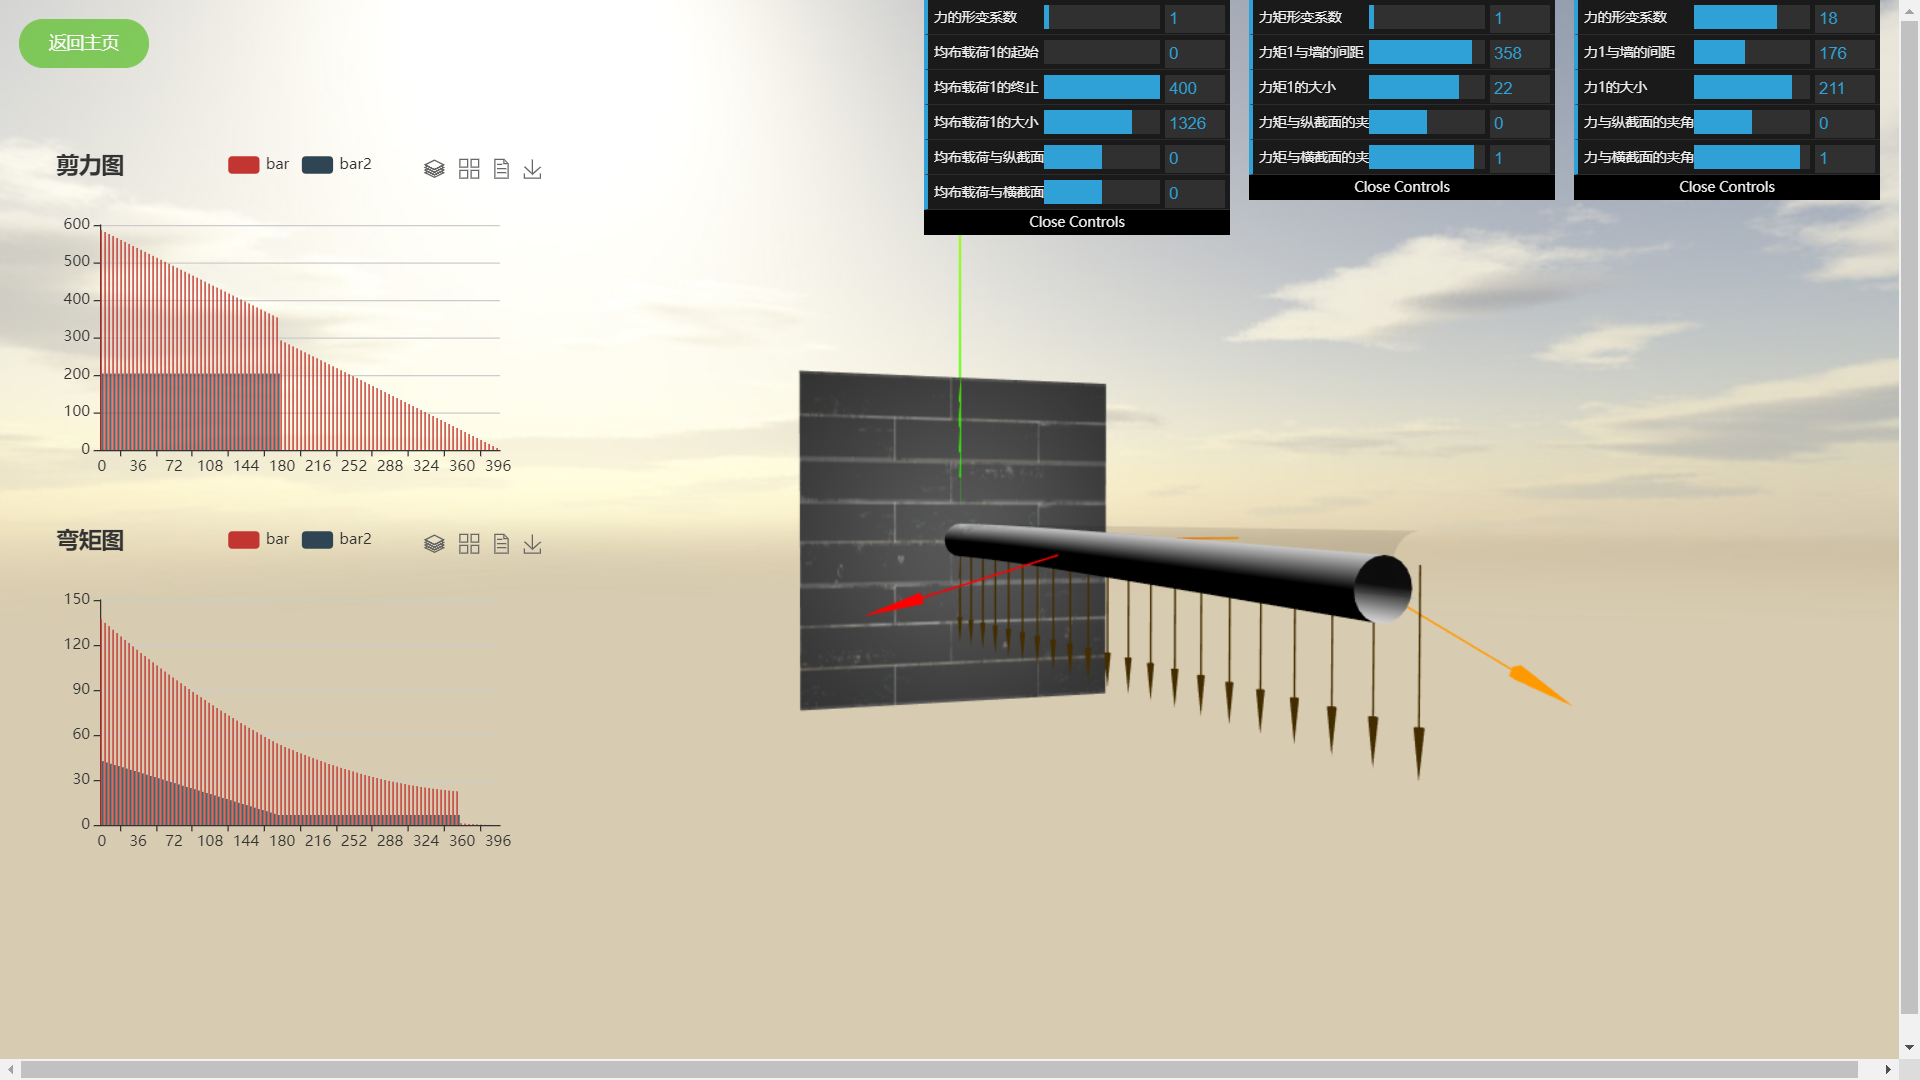 返回主页
力的形变系数 1
均布载荷1的起始 0
均布载荷1的终止 400
均布载荷1的大小 1326
均布载荷与纵截面 0
均布载荷与横截面 0
Close Controls
力矩形变系数 1
力矩1与墙的间距 358
力矩1的大小 22
力矩与纵截面的夹 0
力矩与横截面的夹 1
Close Controls
力的形变系数 18
力1与墙的间距 176
力1的大小 211
力与纵截面的夹角 0
力与横截面的夹角 1
Close Controls
剪力图 bar bar2
600
500
400
300
200
100
0
0 36 72 108 144 180 216 252 288 324 360 396
弯矩图 bar bar2
150
120
90
60
30
0
0 36 72 108 144 180 216 252 288 324 360 396